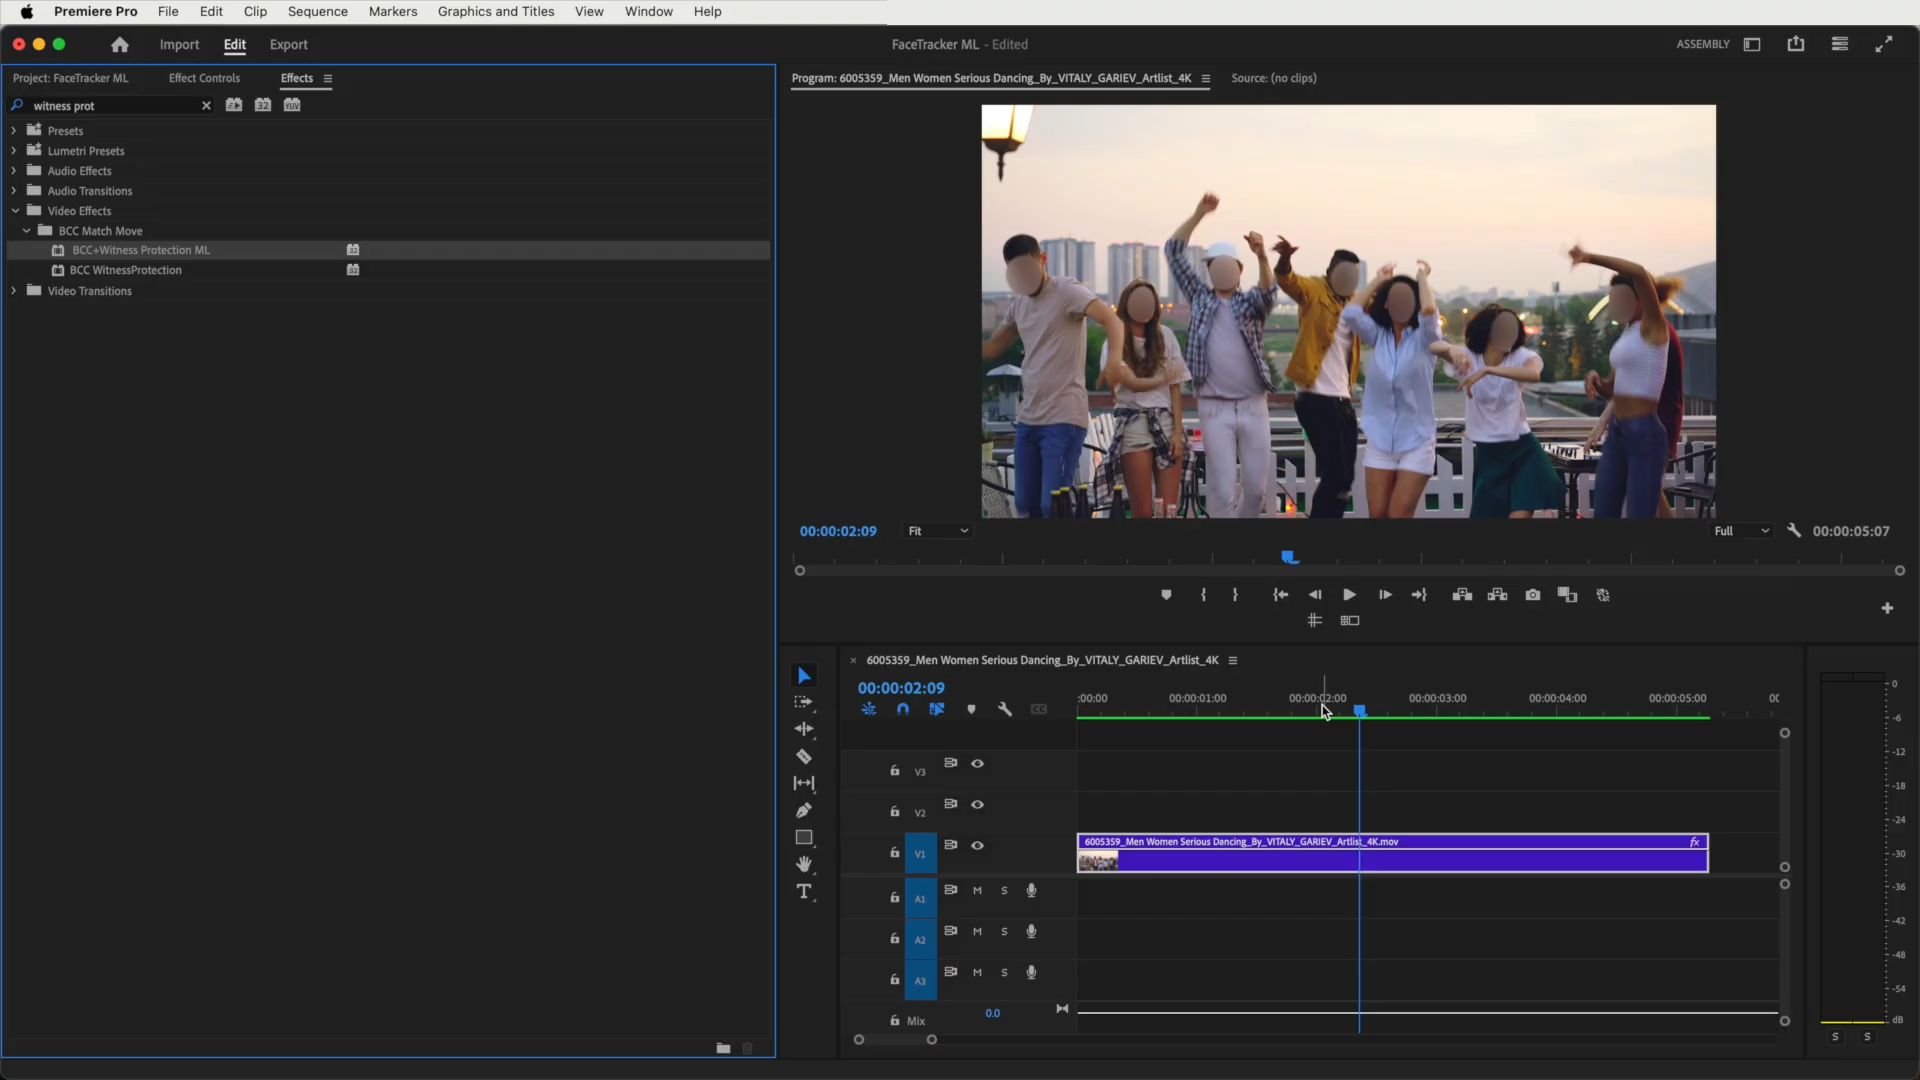 Premiere Pro File Edit Clip Sequence Markers Graphics and Titles View Window Help
Import Edit Export
FaceTracker ML - Edited
ASSEMBLY
Project: FaceTracker ML Effect Controls Effects
witness prot
32
YUV
Presets
Lumetri Presets
Audio Effects
Audio Transitions
Video Effects
BCC Match Move
BCC+Witness Protection ML 32
BCC WitnessProtection 32
Video Transitions
Program: 6005359_Men Women Serious Dancing_By_VITALY_GARIEV_Artlist_4K Source: (no clips)
00:00:02:09 Fit Full 00:00:05:07
6005359_Men Women Serious Dancing_By_VITALY_GARIEV_Artlist_4K
00:00:02:09
:00:00 00:00:01:00 00:00:02:00 00:00:03:00 00:00:04:00 00:00:05:00 00
CC
V3
V2
V1
6005359_Men Women Serious Dancing_By_VITALY_GARIEV_Artlist_4K.mov fx
A1 M S
A2 M S
A3 M S
Mix 0.0
0
-6
-12
-18
-24
-30
-36
-42
-48
-54
dB
S S